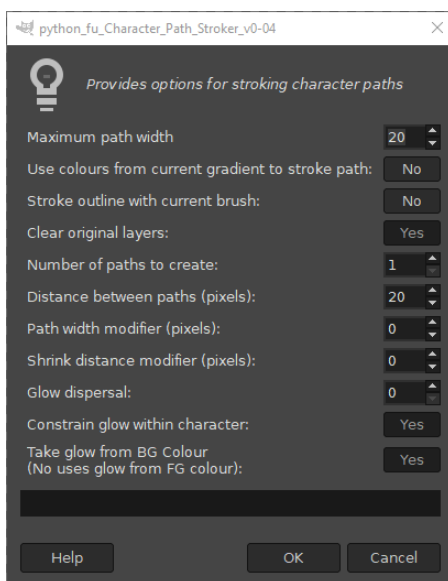 python_fu_Character_Path_Stroker_v0-04
Provides options for stroking character paths
Maximum path width 20
Use colours from current gradient to stroke path: No
Stroke outline with current brush: No
Clear original layers: Yes
Number of paths to create: 1
Distance between paths (pixels): 20
Path width modifier (pixels): 0
Shrink distance modifier (pixels): 0
Glow dispersal: 0
Constrain glow within character: Yes
Take glow from BG Colour
(No uses glow from FG colour): Yes
Help OK Cancel